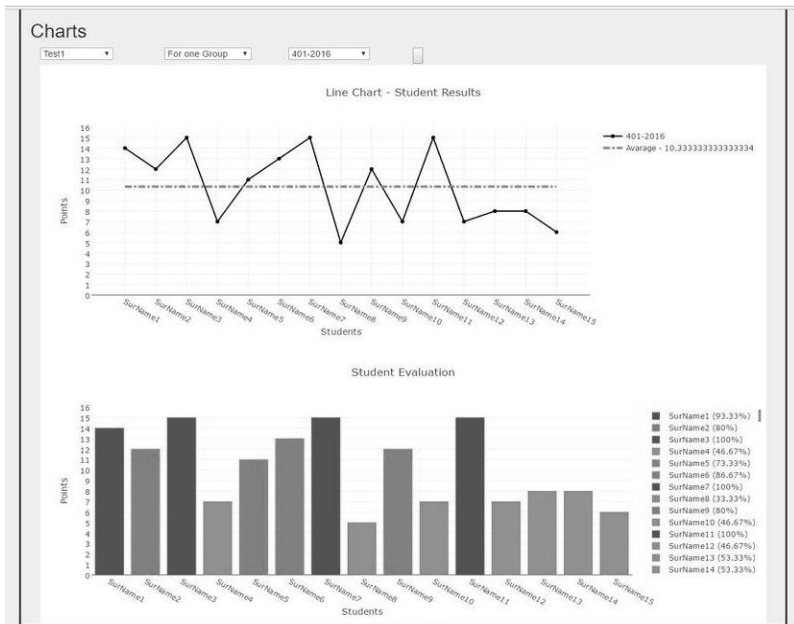 Charts
Test1 For one Group 401-2016
Line Chart - Student Results
16
15
14
13
12
11
10
9
8
7
6
5
4
3
2
1
0
Points
401-2016
Avarage - 10.333333333333334
SurName1 SurName2 SurName3 SurName4 SurName5 SurName6 SurName7 SurName8 SurName9 SurName10 SurName11 SurName12 SurName13 SurName14 SurName15
Students
Student Evaluation
16
15
14
13
12
11
10
9
8
7
6
5
4
3
2
1
0
Points
SurName1 (93.33%)
SurName2 (80%)
SurName3 (100%)
SurName4 (46.67%)
SurName5 (73.33%)
SurName6 (86.67%)
SurName7 (100%)
SurName8 (33.33%)
SurName9 (80%)
SurName10 (46.67%)
SurName11 (100%)
SurName12 (46.67%)
SurName13 (53.33%)
SurName14 (53.33%)
SurName1 SurName2 SurName3 SurName4 SurName5 SurName6 SurName7 SurName8 SurName9 SurName10 SurName11 SurName12 SurName13 SurName14 SurName15
Students